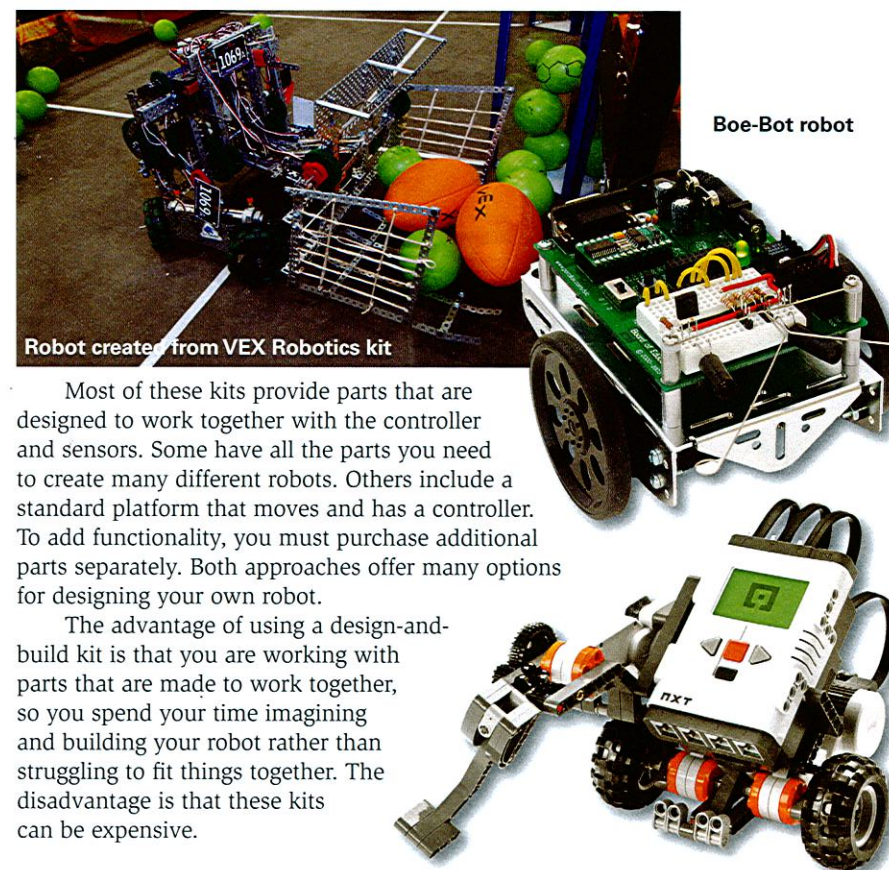 1069
1069
VEX
Boe-Bot robot
Robot created from VEX Robotics kit
Most of these kits provide parts that are
designed to work together with the controller
and sensors. Some have all the parts you need
to create many different robots. Others include a
standard platform that moves and has a controller.
To add functionality, you must purchase additional
parts separately. Both approaches offer many options
for designing your own robot.
The advantage of using a design-and-
build kit is that you are working with
parts that are made to work together,
so you spend your time imagining
and building your robot rather than
struggling to fit things together. The
disadvantage is that these kits
can be expensive.
NXT